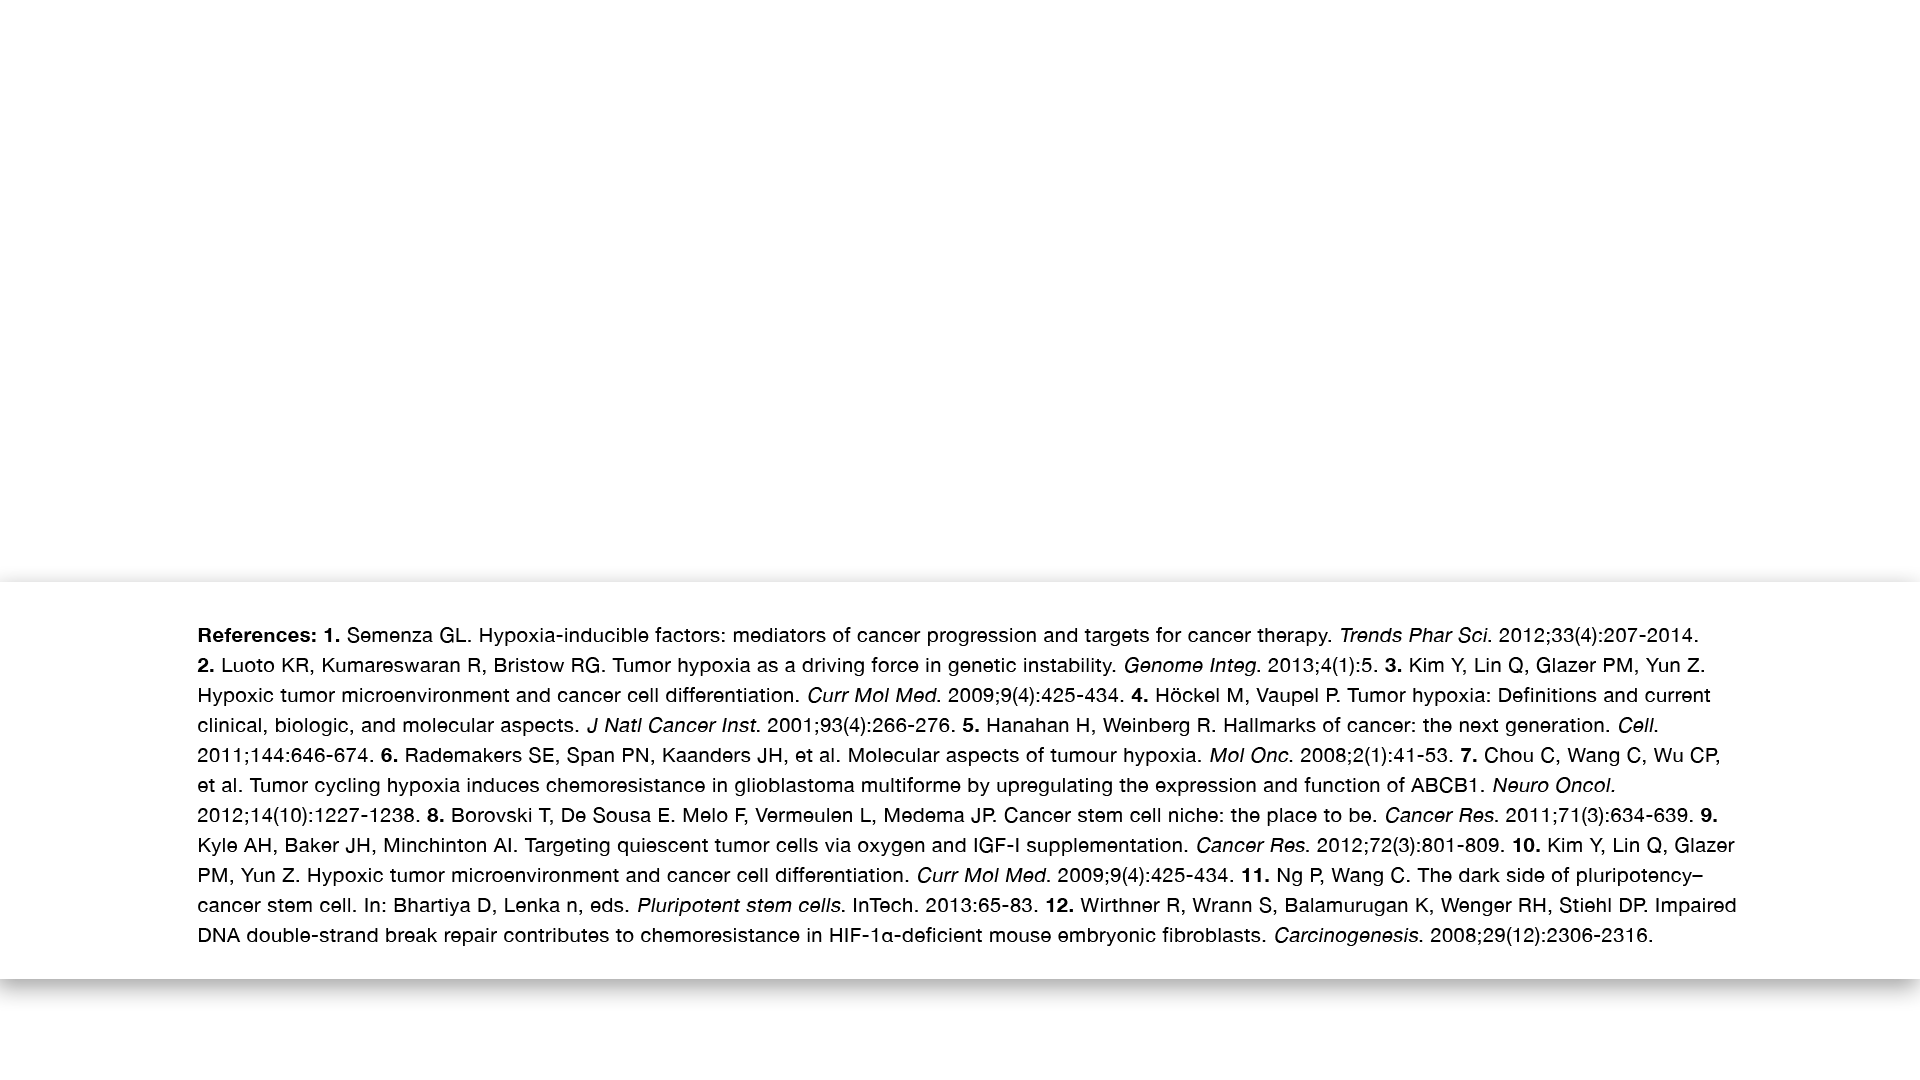 References: 1. Semenza GL. Hypoxia-inducible factors: mediators of cancer progression and targets for cancer therapy. Trends Phar Sci. 2012;33(4):207-2014.
2. Luoto KR, Kumareswaran R, Bristow RG. Tumor hypoxia as a driving force in genetic instability. Genome Integ. 2013;4(1):5. 3. Kim Y, Lin Q, Glazer PM, Yun Z.
Hypoxic tumor microenvironment and cancer cell differentiation. Curr Mol Med. 2009;9(4):425-434. 4. Höckel M, Vaupel P. Tumor hypoxia: Definitions and current
clinical, biologic, and molecular aspects. J Natl Cancer Inst. 2001;93(4):266-276. 5. Hanahan H, Weinberg R. Hallmarks of cancer: the next generation. Cell.
2011;144:646-674. 6. Rademakers SE, Span PN, Kaanders JH, et al. Molecular aspects of tumour hypoxia. Mol Onc. 2008;2(1):41-53. 7. Chou C, Wang C, Wu CP,
et al. Tumor cycling hypoxia induces chemoresistance in glioblastoma multiforme by upregulating the expression and function of ABCB1. Neuro Oncol.
2012;14(10):1227-1238. 8. Borovski T, De Sousa E. Melo F, Vermeulen L, Medema JP. Cancer stem cell niche: the place to be. Cancer Res. 2011;71(3):634-639. 9.
Kyle AH, Baker JH, Minchinton AI. Targeting quiescent tumor cells via oxygen and IGF-I supplementation. Cancer Res. 2012;72(3):801-809. 10. Kim Y, Lin Q, Glazer
PM, Yun Z. Hypoxic tumor microenvironment and cancer cell differentiation. Curr Mol Med. 2009;9(4):425-434. 11. Ng P, Wang C. The dark side of pluripotency–
cancer stem cell. In: Bhartiya D, Lenka n, eds. Pluripotent stem cells. InTech. 2013:65-83. 12. Wirthner R, Wrann S, Balamurugan K, Wenger RH, Stiehl DP. Impaired
DNA double-strand break repair contributes to chemoresistance in HIF-1α-deficient mouse embryonic fibroblasts. Carcinogenesis. 2008;29(12):2306-2316.